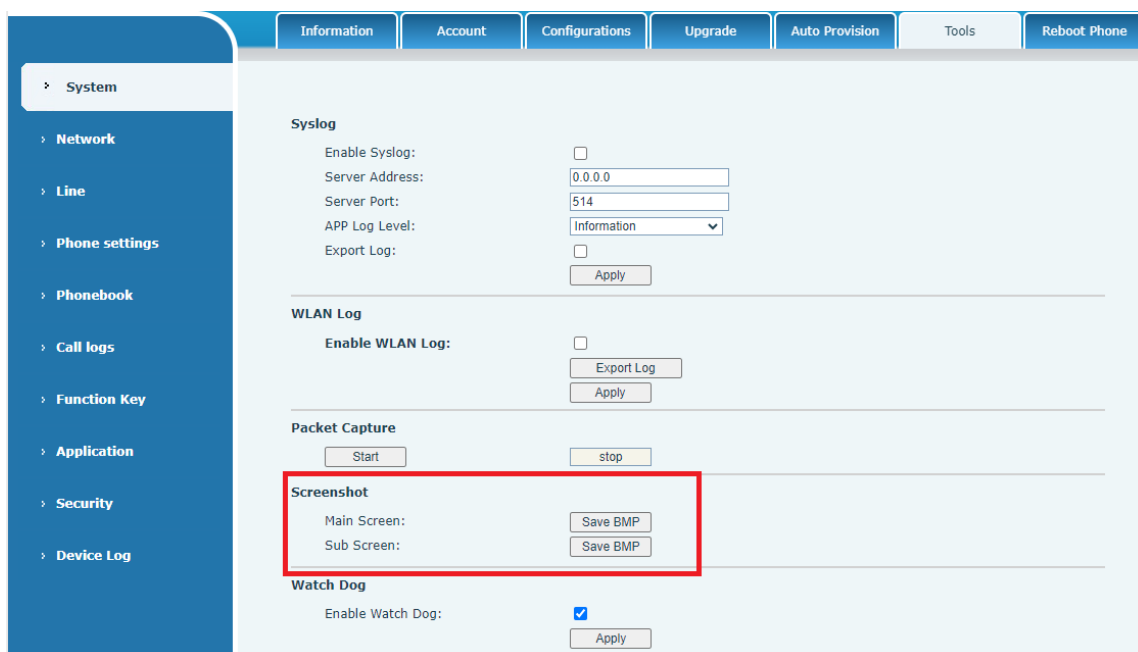 Information Account Configurations Upgrade Auto Provision Tools Reboot Phone
System
Network
Line
Phone settings
Phonebook
Call logs
Function Key
Application
Security
Device Log
Syslog
Enable Syslog:
Server Address: 0.0.0.0
Server Port: 514
APP Log Level: Information
Export Log:
Apply
WLAN Log
Enable WLAN Log:
Export Log
Apply
Packet Capture
Start stop
Screenshot
Main Screen: Save BMP
Sub Screen: Save BMP
Watch Dog
Enable Watch Dog:
Apply